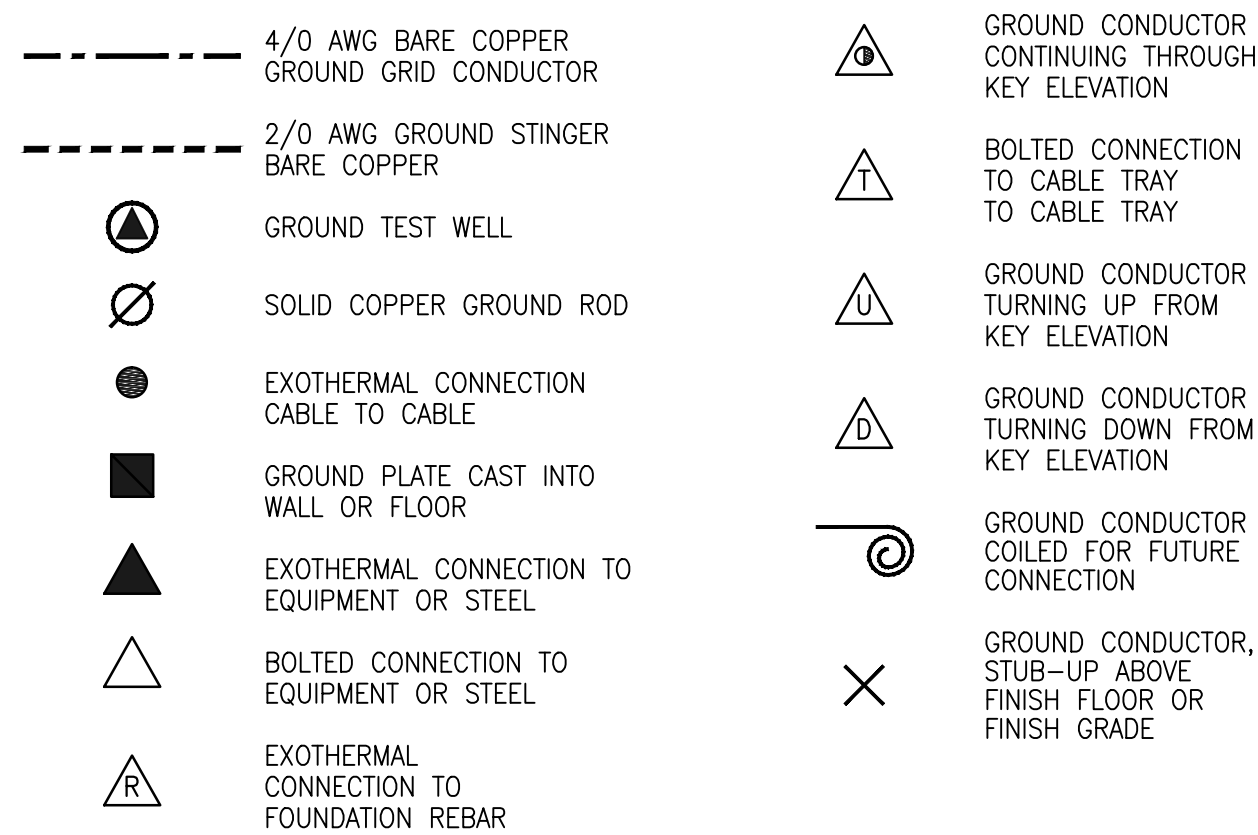 4/0 AWG BARE COPPER
GROUND GRID CONDUCTOR
2/0 AWG GROUND STINGER
BARE COPPER
GROUND TEST WELL
SOLID COPPER GROUND ROD
EXOTHERMAL CONNECTION
CABLE TO CABLE
GROUND PLATE CAST INTO
WALL OR FLOOR
EXOTHERMAL CONNECTION TO
EQUIPMENT OR STEEL
BOLTED CONNECTION TO
EQUIPMENT OR STEEL
R
EXOTHERMAL
CONNECTION TO
FOUNDATION REBAR
GROUND CONDUCTOR
CONTINUING THROUGH
KEY ELEVATION
T
BOLTED CONNECTION
TO CABLE TRAY
TO CABLE TRAY
U
GROUND CONDUCTOR
TURNING UP FROM
KEY ELEVATION
D
GROUND CONDUCTOR
TURNING DOWN FROM
KEY ELEVATION
GROUND CONDUCTOR
COILED FOR FUTURE
CONNECTION
GROUND CONDUCTOR,
STUB-UP ABOVE
FINISH FLOOR OR
FINISH GRADE